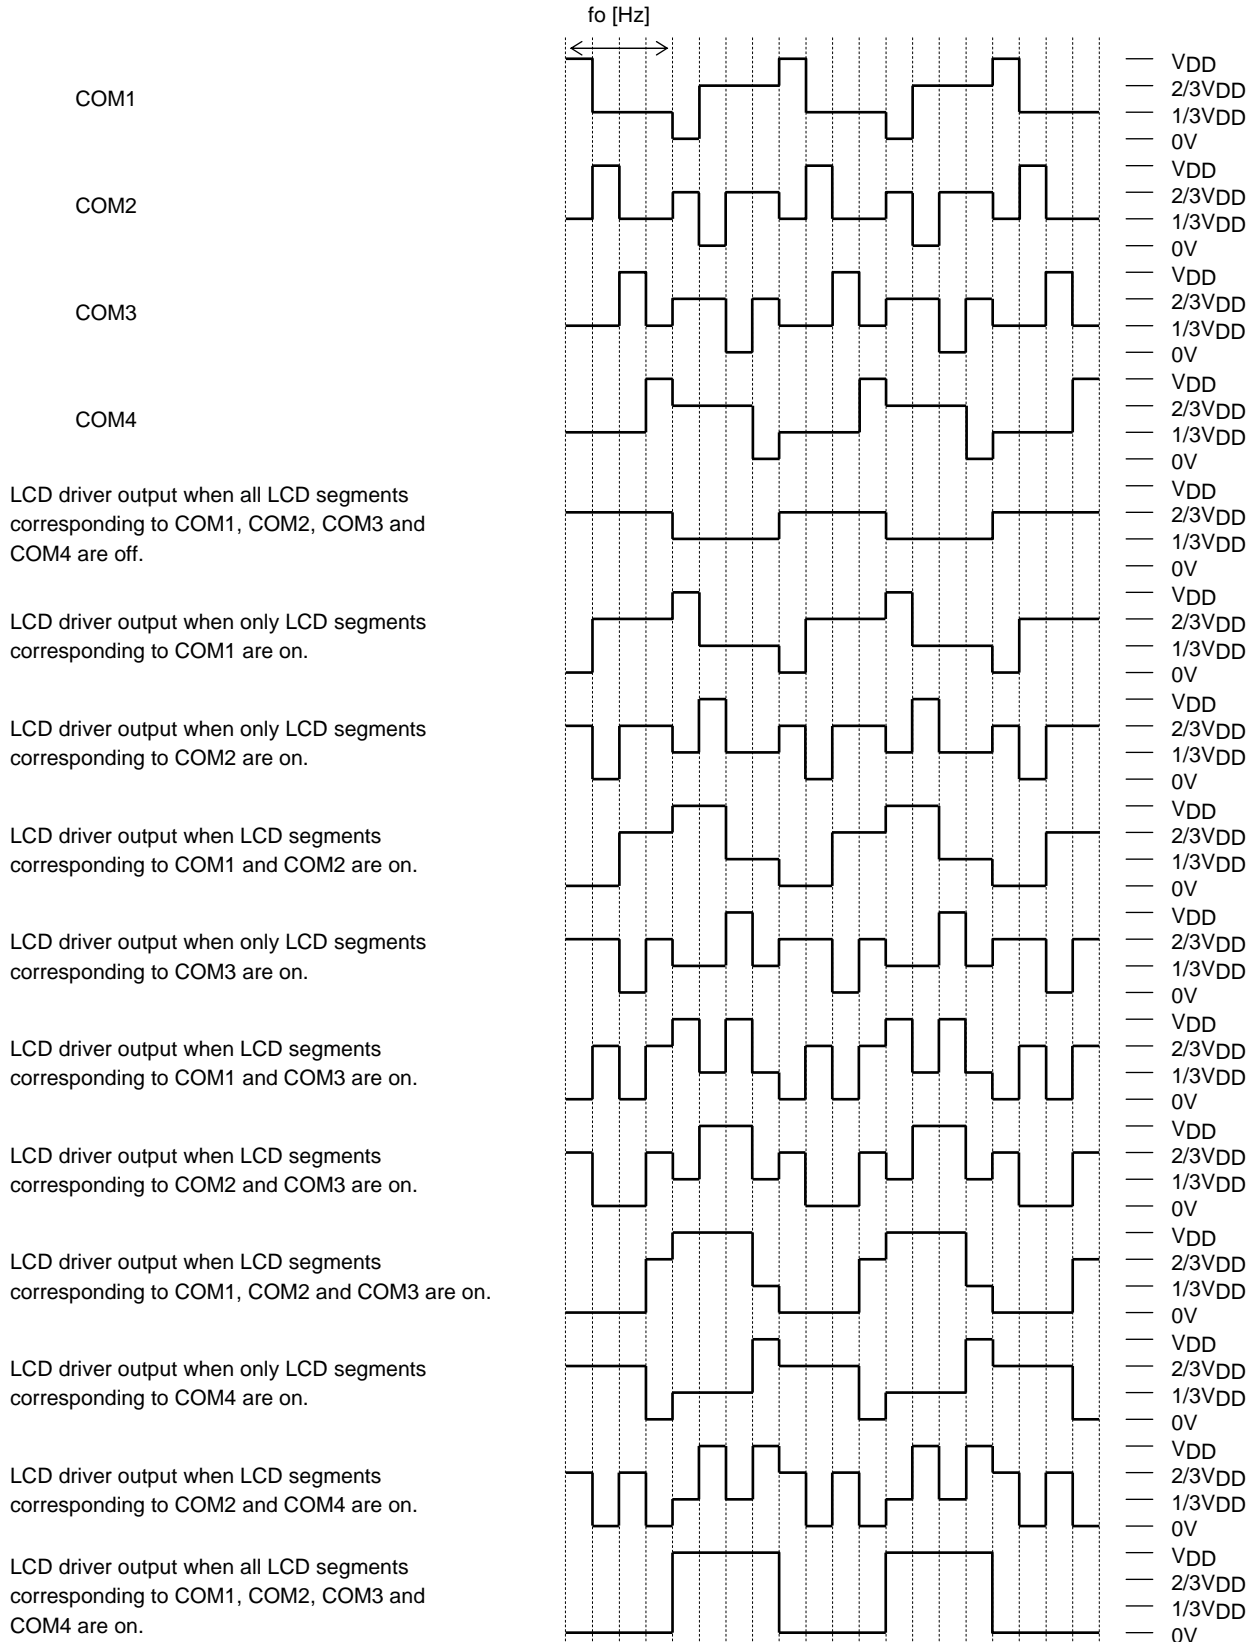 fo [Hz]
COM1
VDD
2/3VDD
1/3VDD
0V
COM2
VDD
2/3VDD
1/3VDD
0V
COM3
VDD
2/3VDD
1/3VDD
0V
COM4
VDD
2/3VDD
1/3VDD
0V
LCD driver output when all LCD segments
corresponding to COM1, COM2, COM3 and
COM4 are off.
VDD
2/3VDD
1/3VDD
0V
LCD driver output when only LCD segments
corresponding to COM1 are on.
VDD
2/3VDD
1/3VDD
0V
LCD driver output when only LCD segments
corresponding to COM2 are on.
VDD
2/3VDD
1/3VDD
0V
LCD driver output when LCD segments
corresponding to COM1 and COM2 are on.
VDD
2/3VDD
1/3VDD
0V
LCD driver output when only LCD segments
corresponding to COM3 are on.
VDD
2/3VDD
1/3VDD
0V
LCD driver output when LCD segments
corresponding to COM1 and COM3 are on.
VDD
2/3VDD
1/3VDD
0V
LCD driver output when LCD segments
corresponding to COM2 and COM3 are on.
VDD
2/3VDD
1/3VDD
0V
LCD driver output when LCD segments
corresponding to COM1, COM2 and COM3 are on.
VDD
2/3VDD
1/3VDD
0V
LCD driver output when only LCD segments
corresponding to COM4 are on.
VDD
2/3VDD
1/3VDD
0V
LCD driver output when LCD segments
corresponding to COM2 and COM4 are on.
VDD
2/3VDD
1/3VDD
0V
LCD driver output when all LCD segments
corresponding to COM1, COM2, COM3 and
COM4 are on.
VDD
2/3VDD
1/3VDD
0V